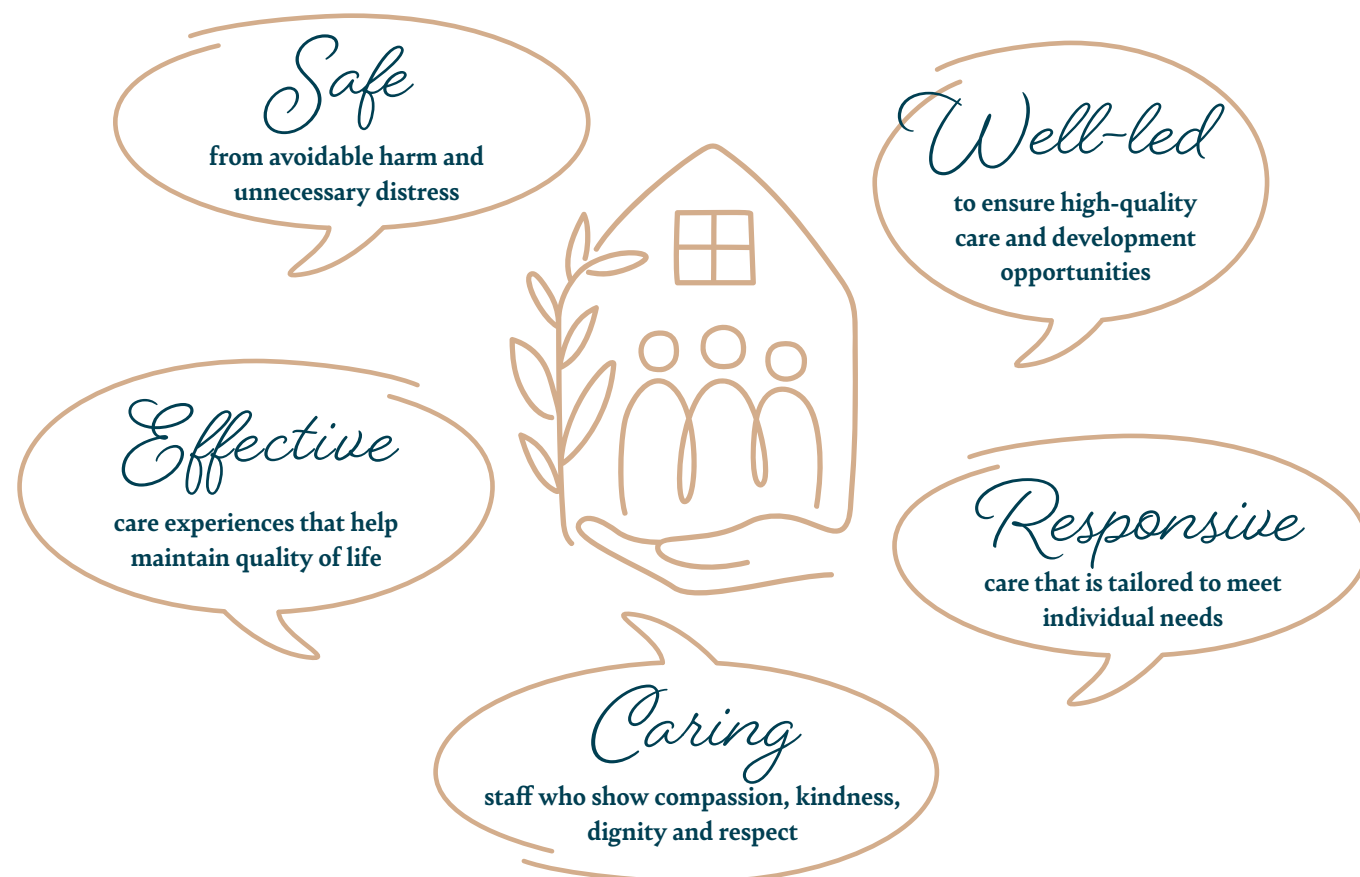 Safe
from avoidable harm and
unnecessary distress
Well-led
to ensure high-quality
care and development
opportunities
Effective
care experiences that help
maintain quality of life
Responsive
care that is tailored to meet
individual needs
Caring
staff who show compassion, kindness,
dignity and respect